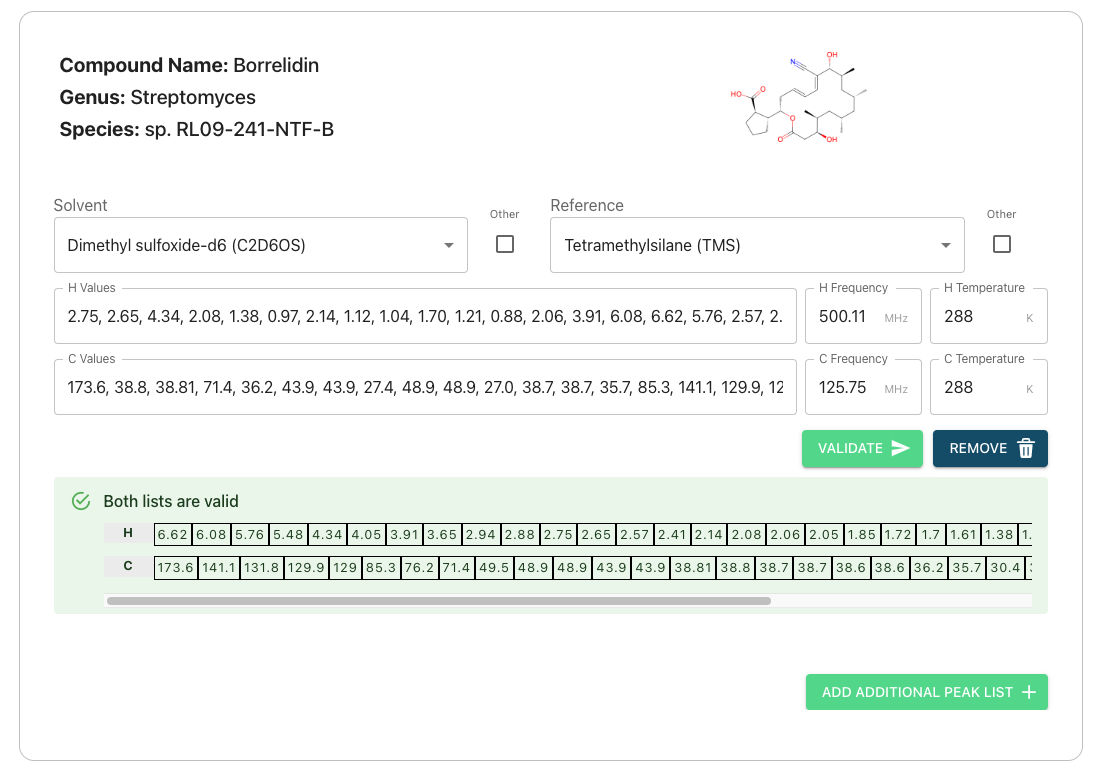 Compound Name: Borrelidin
Genus: Streptomyces
Species: sp. RL09-241-NTF-B
OH
N
HO
O
O
O
OH
Solvent
Other
Reference
Other
Dimethyl sulfoxide-d6 (C2D6OS)
Tetramethylsilane (TMS)
H Values
H Frequency
H Temperature
2.75, 2.65, 4.34, 2.08, 1.38, 0.97, 2.14, 1.12, 1.04, 1.70, 1.21, 0.88, 2.06, 3.91, 6.08, 6.62, 5.76, 2.57, 2.
500.11 MHz
288 K
C Values
C Frequency
C Temperature
173.6, 38.8, 38.81, 71.4, 36.2, 43.9, 43.9, 27.4, 48.9, 48.9, 27.0, 38.7, 38.7, 35.7, 85.3, 141.1, 129.9, 12
125.75 MHz
288 K
VALIDATE
REMOVE
Both lists are valid
H 6.62 6.08 5.76 5.48 4.34 4.05 3.91 3.65 2.94 2.88 2.75 2.65 2.57 2.41 2.14 2.08 2.06 2.05 1.85 1.72 1.7 1.61 1.38 1.
C 173.6 141.1 131.8 129.9 129 85.3 76.2 71.4 49.5 48.9 48.9 43.9 43.9 38.81 38.8 38.7 38.7 38.6 38.6 36.2 35.7 30.4
ADD ADDITIONAL PEAK LIST +